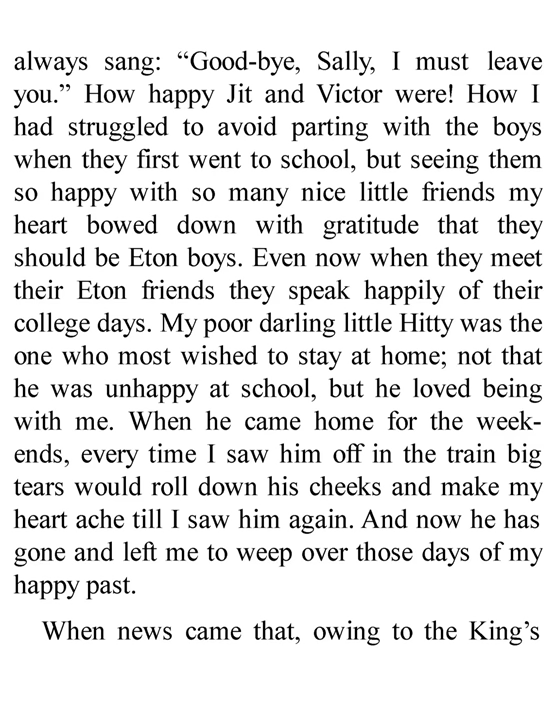 always sang: “Good-bye, Sally, I must leave
you.” How happy Jit and Victor were! How I
had struggled to avoid parting with the boys
when they first went to school, but seeing them
so happy with so many nice little friends my
heart bowed down with gratitude that they
should be Eton boys. Even now when they meet
their Eton friends they speak happily of their
college days. My poor darling little Hitty was the
one who most wished to stay at home; not that
he was unhappy at school, but he loved being
with me. When he came home for the week-
ends, every time I saw him off in the train big
tears would roll down his cheeks and make my
heart ache till I saw him again. And now he has
gone and left me to weep over those days of my
happy past.
When news came that, owing to the King’s